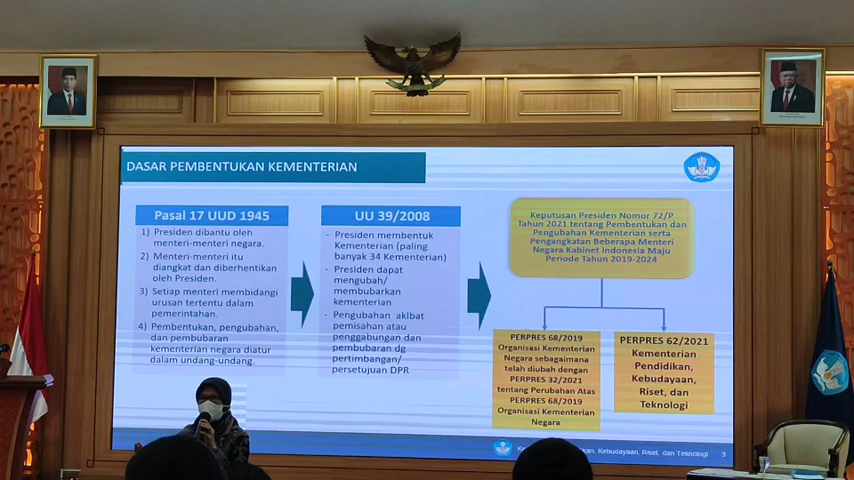 DASAR PEMBENTUKAN KEMENTERIAN
Pasal 17 UUD 1945
1) Presiden dibantu oleh
menteri-menteri negara.
2) Menteri-menteri itu
diangkat dan diberhentikan
oleh Presiden.
3) Setiap menteri membidangi
urusan tertentu dalam
pemerintahan.
4) Pembentukan, pengubahan,
dan pembubaran
kementerian negara diatur
dalam undang-undang.
UU 39/2008
- Presiden membentuk
Kementerian (paling
banyak 34 Kementerian)
- Presiden dapat
mengubah/
membubarkan
kementerian
- Pengubahan akibat
pemisahan atau
penggabungan dan
pembubaran dg
pertimbangan/
persetujuan DPR
Keputusan Presiden Nomor 72/P
Tahun 2021 tentang Pembentukan dan
Pengubahan Kementerian serta
Pengangkatan Beberapa Menteri
Negara Kabinet Indonesia Maju
Periode Tahun 2019-2024
PERPRES 68/2019
Organisasi Kementerian
Negara sebagaimana
telah diubah dengan
PERPRES 32/2021
tentang Perubahan Atas
PERPRES 68/2019
Organisasi Kementerian
Negara
PERPRES 62/2021
Kementerian
Pendidikan,
Kebudayaan,
Riset, dan
Teknologi
Kebudayaan, Riset, dan Teknologi 3